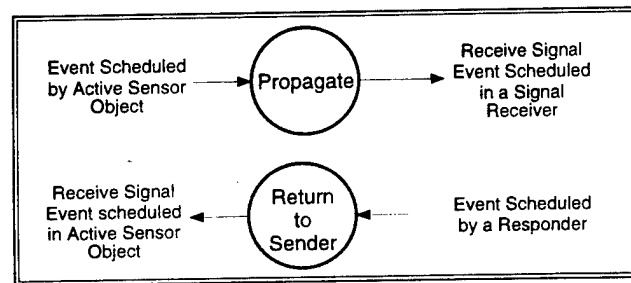 Event Scheduled
by Active Sensor
Object
Propagate
Receive Signal
Event Scheduled
in a Signal
Receiver
Receive Signal
Event scheduled
in Active Sensor
Object
Return
to
Sender
Event Scheduled
by a Responder